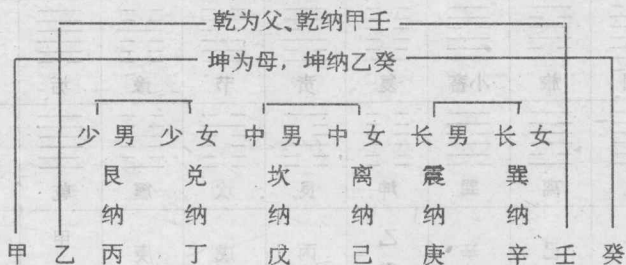 乾为父、乾纳甲壬
坤为母，坤纳乙癸
少男 少女 中男 中女 长男 长女
艮纳丙 兑纳丁 坎纳戊 离纳己 震纳庚 巽纳辛
甲 乙 壬 癸